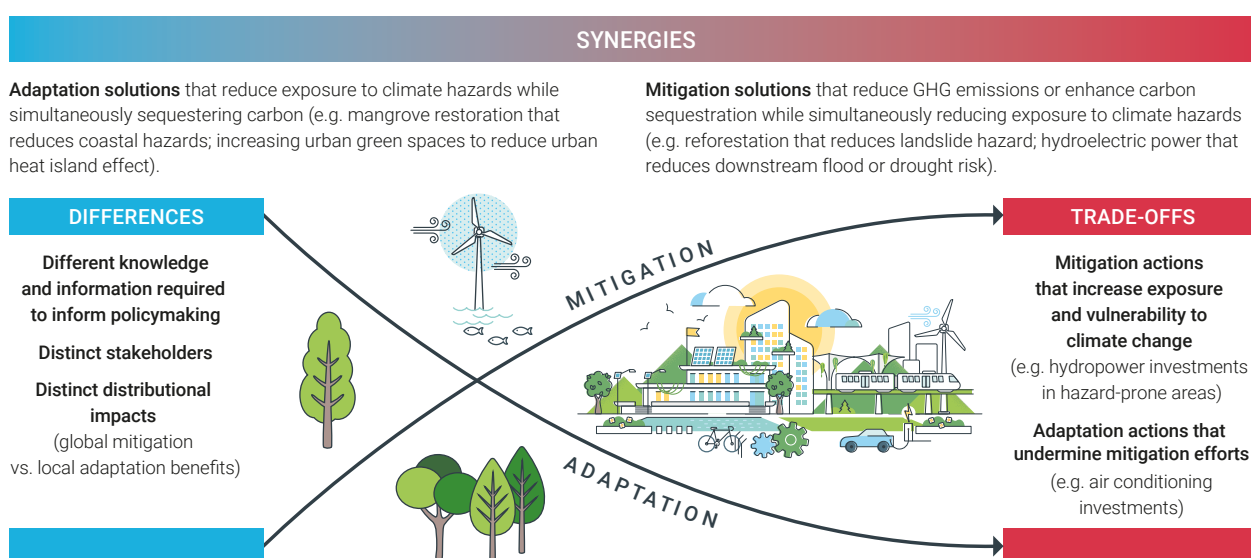 SYNERGIES
Adaptation solutions that reduce exposure to climate hazards while
simultaneously sequestering carbon (e.g. mangrove restoration that
reduces coastal hazards; increasing urban green spaces to reduce urban
heat island effect).
Mitigation solutions that reduce GHG emissions or enhance carbon
sequestration while simultaneously reducing exposure to climate hazards
(e.g. reforestation that reduces landslide hazard; hydroelectric power that
reduces downstream flood or drought risk).
DIFFERENCES
Different knowledge
and information required
to inform policymaking
Distinct stakeholders
Distinct distributional
impacts
(global mitigation
vs. local adaptation benefits)
MITIGATION
ADAPTATION
TRADE-OFFS
Mitigation actions
that increase exposure
and vulnerability to
climate change
(e.g. hydropower investments
in hazard-prone areas)
Adaptation actions that
undermine mitigation efforts
(e.g. air conditioning
investments)